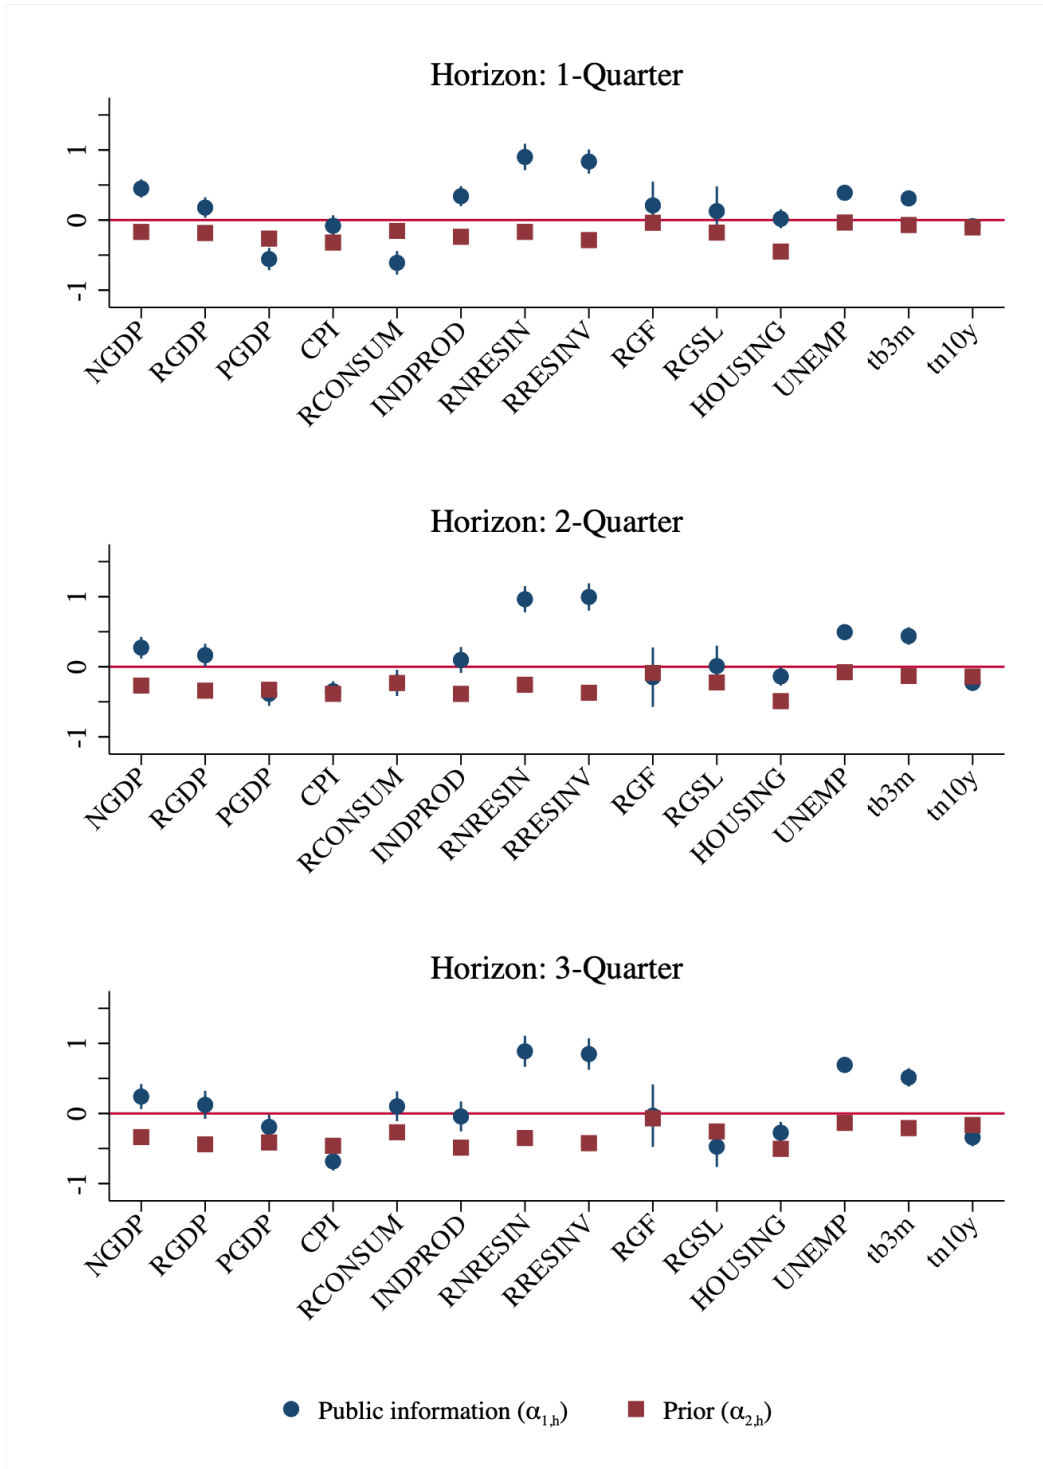 Horizon: 1-Quarter
1
0
-1
NGDP
RGDP
PGDP
CPI
RCONSUM
INDPROD
RNRESIN
RRESINV
RGF
RGSL
HOUSING
UNEMP
tb3m
tn10y
Horizon: 2-Quarter
1
0
-1
NGDP
RGDP
PGDP
CPI
RCONSUM
INDPROD
RNRESIN
RRESINV
RGF
RGSL
HOUSING
UNEMP
tb3m
tn10y
Horizon: 3-Quarter
1
0
-1
NGDP
RGDP
PGDP
CPI
RCONSUM
INDPROD
RNRESIN
RRESINV
RGF
RGSL
HOUSING
UNEMP
tb3m
tn10y
Public information (α1,h) Prior (α2,h)